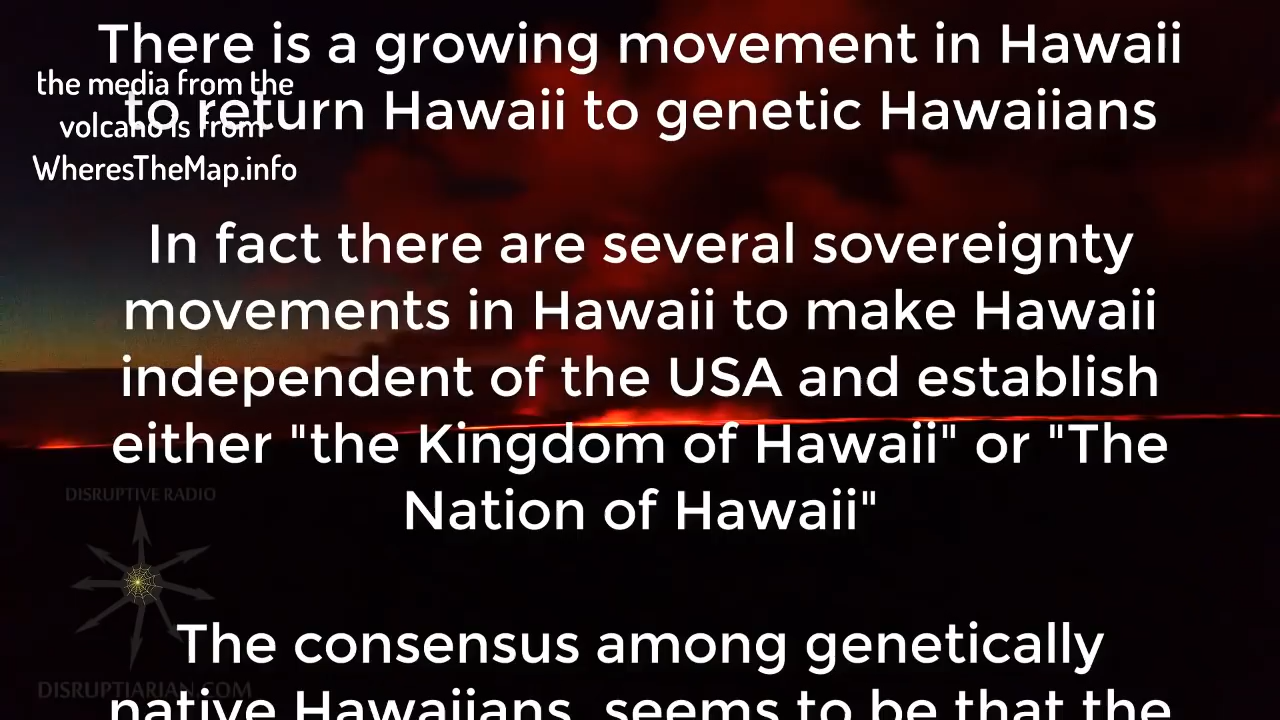 There is a growing movement in Hawaii
to return Hawaii to genetic Hawaiians
the media from the
volcano is from
WheresTheMap.info
In fact there are several sovereignty
movements in Hawaii to make Hawaii
independent of the USA and establish
either "the Kingdom of Hawaii" or "The
Nation of Hawaii"
DISRUPTIVE RADIO
The consensus among genetically
DISRUPTIARIAN.COM
native Hawaiians, seems to be that the